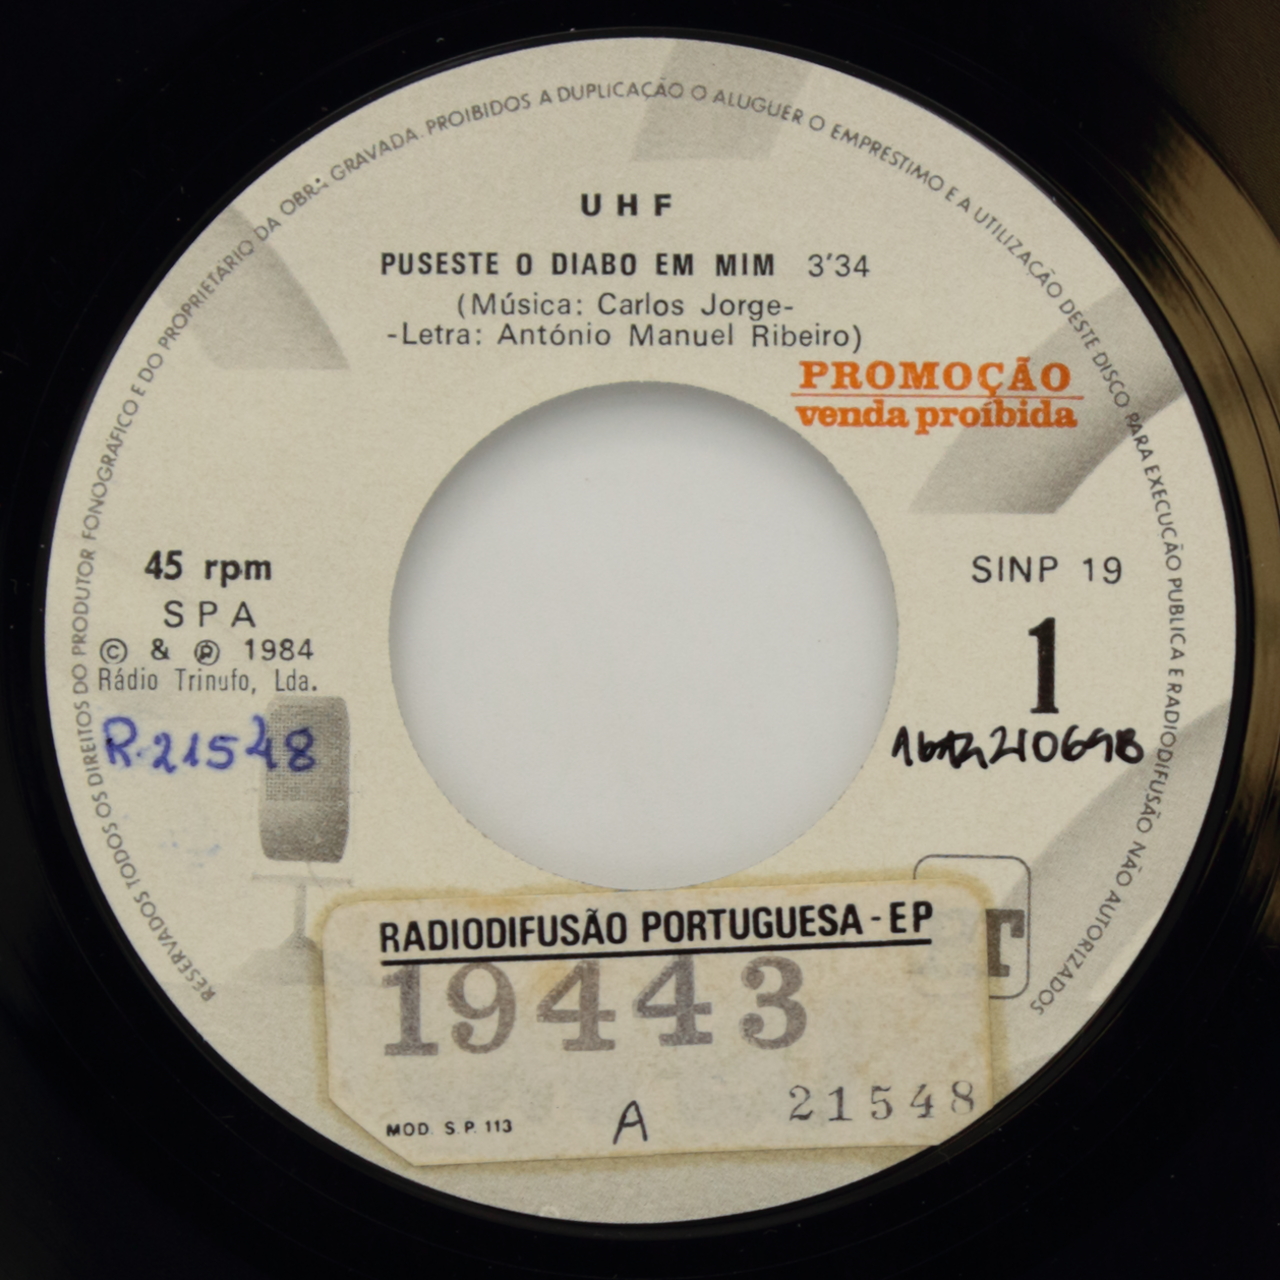 RESERVADOS TODOS OS DIREITOS DO PRODUTOR FONOGRÁFICO E DO PROPRIETÁRIO DA OBRA GRAVADA. PROIBIDOS A DUPLICAÇÃO O ALUGUER O EMPRESTIMO E A UTILIZAÇÃO DESTE DISCO PARA EXECUÇÃO PUBLICA E RADIODIFUSÃO NÃO AUTORIZADOS
UHF
PUSESTE O DIABO EM MIM 3'34
(Música: Carlos Jorge-
-Letra: António Manuel Ribeiro)
PROMOÇÃO
venda proíbida
45 rpm
SPA
© & ℗ 1984
Rádio Trinufo, Lda.
R.21548
SINP 19
1
RADIODIFUSÃO PORTUGUESA - EP
19443
21548
MOD. S.P. 113
A